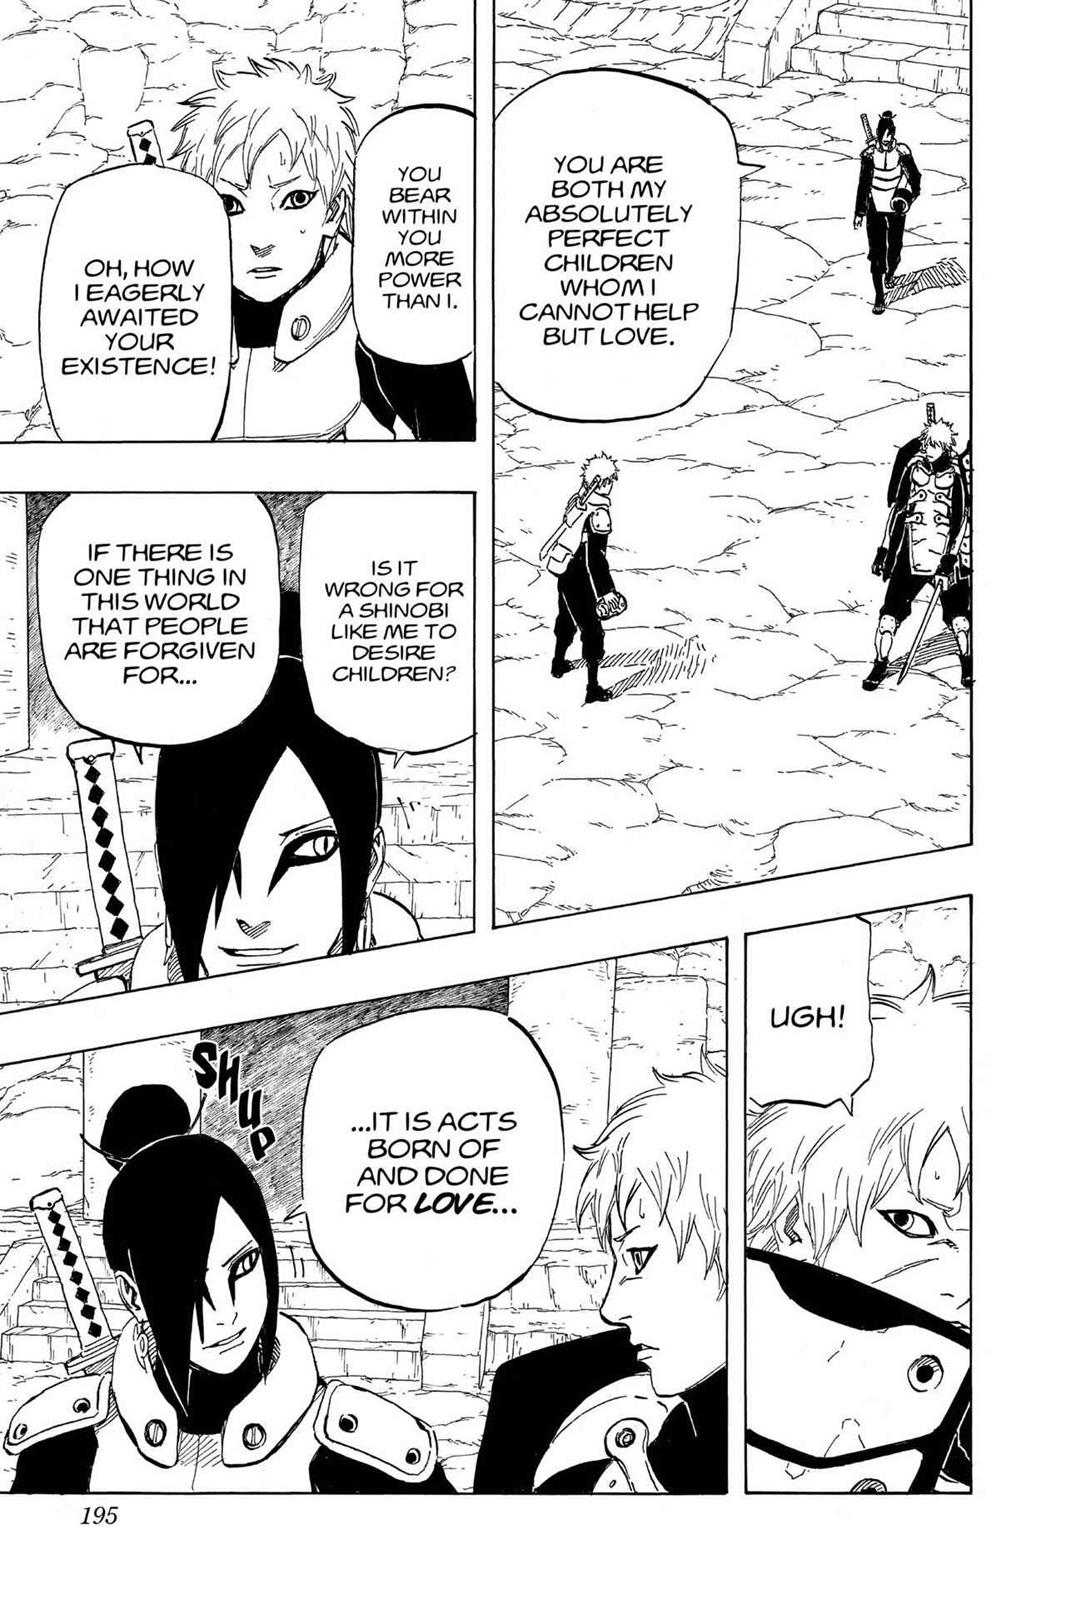 YOU ARE
BOTH MY
ABSOLUTELY
PERFECT
CHILDREN
WHOM I
CANNOT HELP
BUT LOVE.
YOU
BEAR
WITHIN
YOU
MORE
POWER
THAN I.
OH, HOW
I EAGERLY
AWAITED
YOUR
EXISTENCE!
IS IT
WRONG FOR
A SHINOBI
LIKE ME TO
DESIRE
CHILDREN?
IF THERE IS
ONE THING IN
THIS WORLD
THAT PEOPLE
ARE FORGIVEN
FOR...
UGH!
...IT IS ACTS
BORN OF
AND DONE
FOR LOVE...
SHUP
195